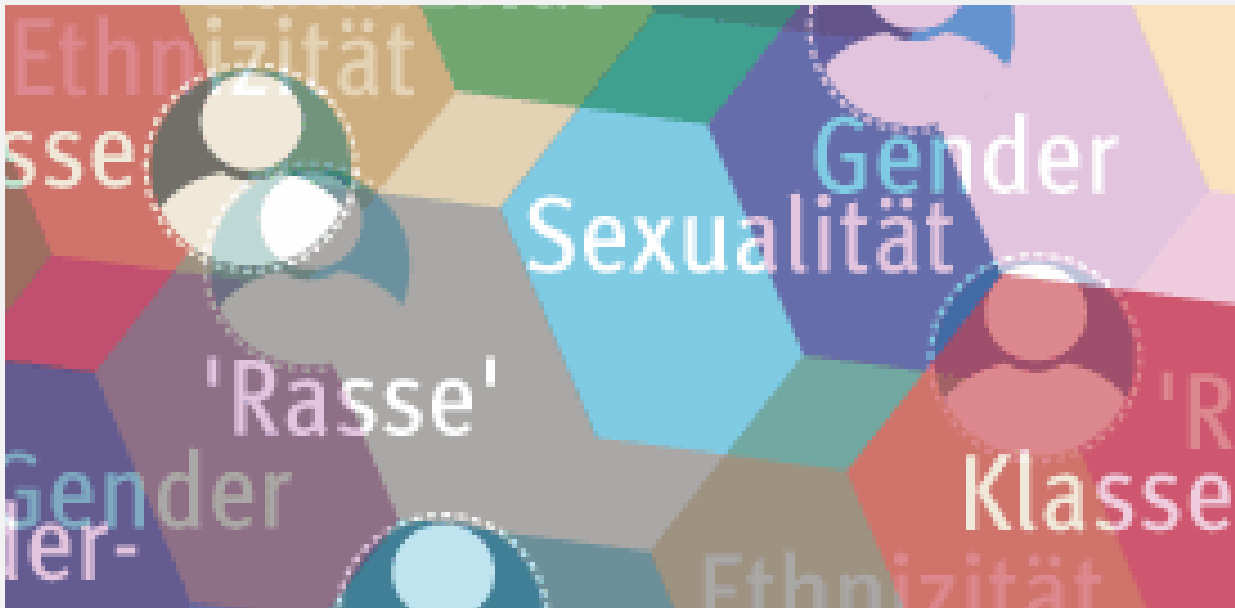 Ethnizität
sse
Gender
Sexualität
'Rasse'
'R
Gender
Klasse
der-
Ethnizität